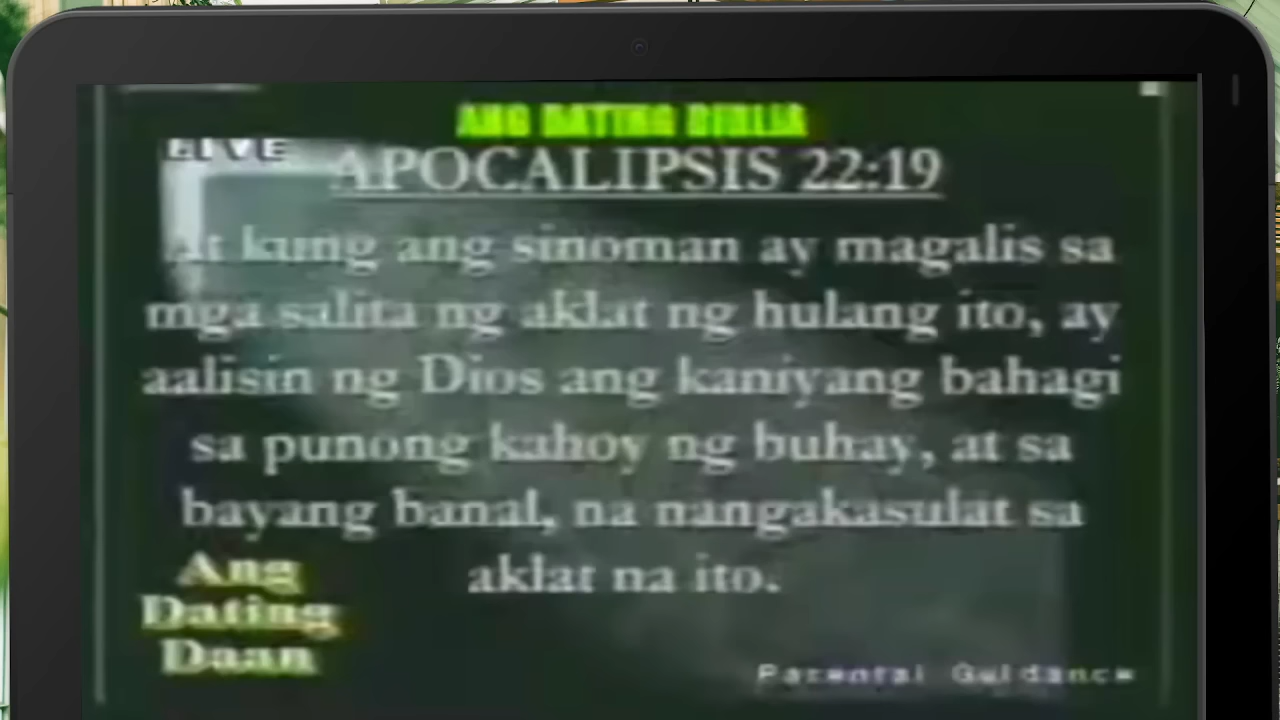 ANG DATING BIBLIA
LIVE
APOCALIPSIS 22:19
At kung ang sinoman ay magalis sa
mga salita ng aklat ng hulang ito, ay
aalisin ng Dios ang kaniyang bahagi
sa punong kahoy ng buhay, at sa
bayang banal, na nangakasulat sa
aklat na ito.
Ang
Dating
Daan
Parental Guidance